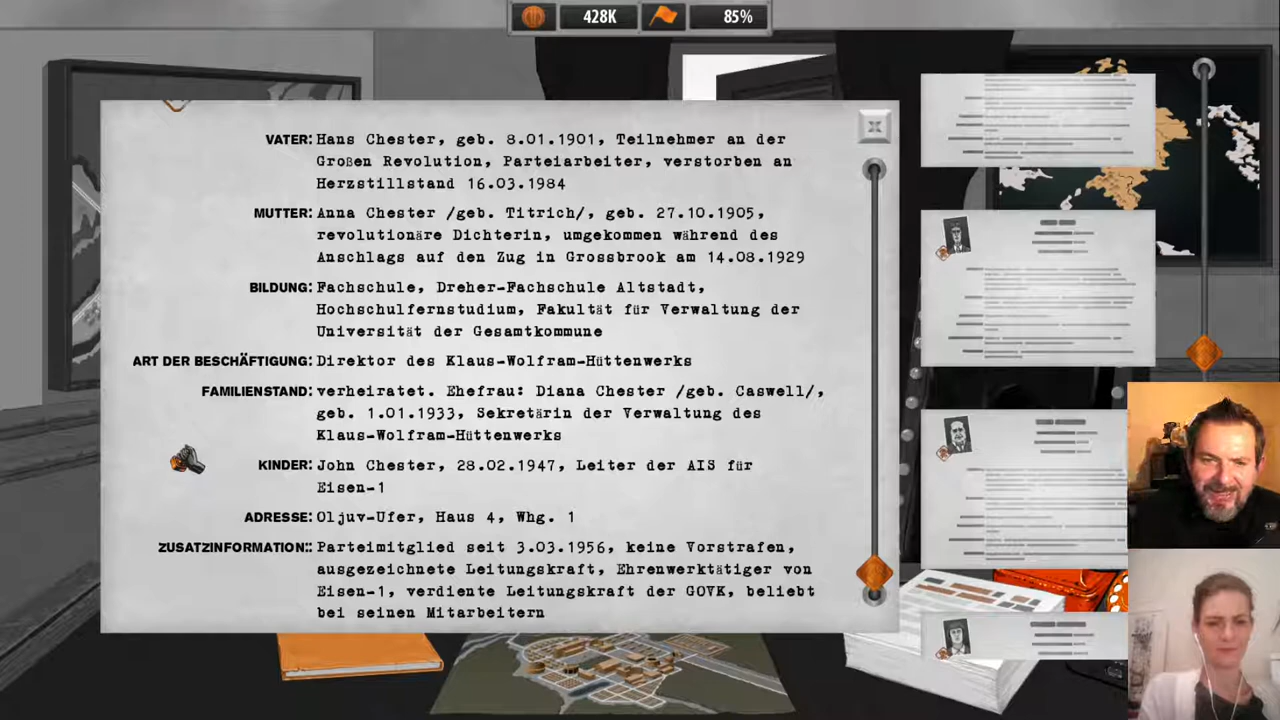 428K 85%
VATER: Hans Chester, geb. 8.01.1901, Teilnehmer an der
Großen Revolution, Parteiarbeiter, verstorben an
Herzstillstand 16.03.1984
MUTTER: Anna Chester /geb. Titrich/, geb. 27.10.1905,
revolutionäre Dichterin, umgekommen während des
Anschlags auf den Zug in Grossbrook am 14.08.1929
BILDUNG: Fachschule, Dreher-Fachschule Altstadt,
Hochschulfernstudium, Fakultät für Verwaltung der
Universität der Gesamtkommune
ART DER BESCHÄFTIGUNG: Direktor des Klaus-Wolfram-Hüttenwerks
FAMILIENSTAND: verheiratet. Ehefrau: Diana Chester /geb. Caswell/,
geb. 1.01.1933, Sekretärin der Verwaltung des
Klaus-Wolfram-Hüttenwerks
KINDER: John Chester, 28.02.1947, Leiter der AIS für
Eisen-1
ADRESSE: Oljuv-Ufer, Haus 4, Whg. 1
ZUSATZINFORMATION:: Parteimitglied seit 3.03.1956, keine Vorstrafen,
ausgezeichnete Leitungskraft, Ehrenwerktätiger von
Eisen-1, verdiente Leitungskraft der GOVK, beliebt
bei seinen Mitarbeitern